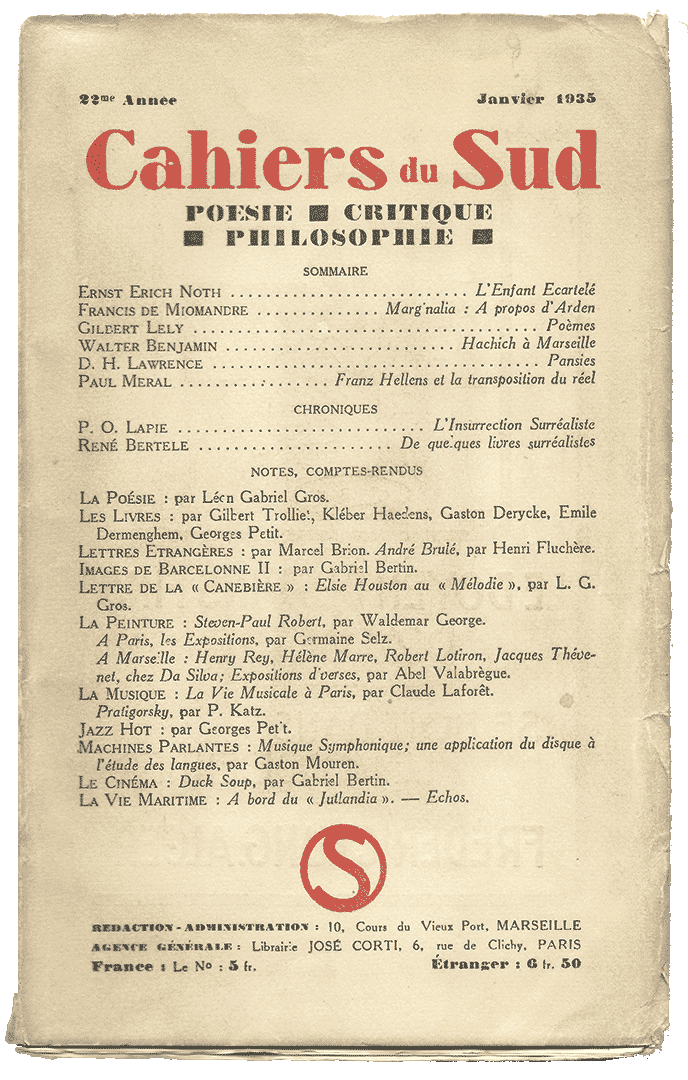 22me Année Janvier 1935
Cahiers du Sud
POESIE ■ CRITIQUE
■ PHILOSOPHIE ■
SOMMAIRE
ERNST ERICH NOTH .......................... L'Enfant Ecartelé
FRANCIS DE MIOMANDRE .............. Marginalia : A propos d'Arden
GILBERT LELY ....................................... Poèmes
WALTER BENJAMIN .......................... Hachich à Marseille
D. H. LAWRENCE .................................... Pansies
PAUL MERAL ................. Franz Hellens et la transposition du réel
CHRONIQUES
P. O. LAPIE ............................ L'Insurrection Surréaliste
RENÉ BERTELE ...................... De quelques livres surréalistes
NOTES, COMPTES-RENDUS
LA POÉSIE : par Léon Gabriel Gros.
LES LIVRES : par Gilbert Trolliet, Kléber Haedens, Gaston Derycke, Emile
Dermenghem, Georges Petit.
LETTRES ETRANGÈRES : par Marcel Brion. André Brulé, par Henri Fluchère.
IMAGES DE BARCELONNE II : par Gabriel Bertin.
LETTRE DE LA « CANEBIÈRE » : Elsie Houston au « Mélodie », par L. G.
Gros.
LA PEINTURE : Steven-Paul Robert, par Waldemar George.
A Paris, les Expositions, par Germaine Selz.
A Marseille : Henry Rey, Hélène Marre, Robert Lotiron, Jacques Théve-
net, chez Da Silva; Expositions diverses, par Abel Valabrègue.
LA MUSIQUE : La Vie Musicale à Paris, par Claude Laforêt.
Pratigorsky, par P. Katz.
JAZZ HOT : par Georges Petit.
MACHINES PARLANTES : Musique Symphonique; une application du disque à
l'étude des langues, par Gaston Mouren.
LE CINÉMA : Duck Soup, par Gabriel Bertin.
LA VIE MARITIME : A bord du « Jutlandia ». — Echos.
S
REDACTION-ADMINISTRATION : 10, Cours du Vieux Port, MARSEILLE
AGENCE GÉNÉRALE : Librairie JOSÉ CORTI, 6, rue de Clichy, PARIS
France : Le No : 5 fr. Étranger : 6 fr. 50